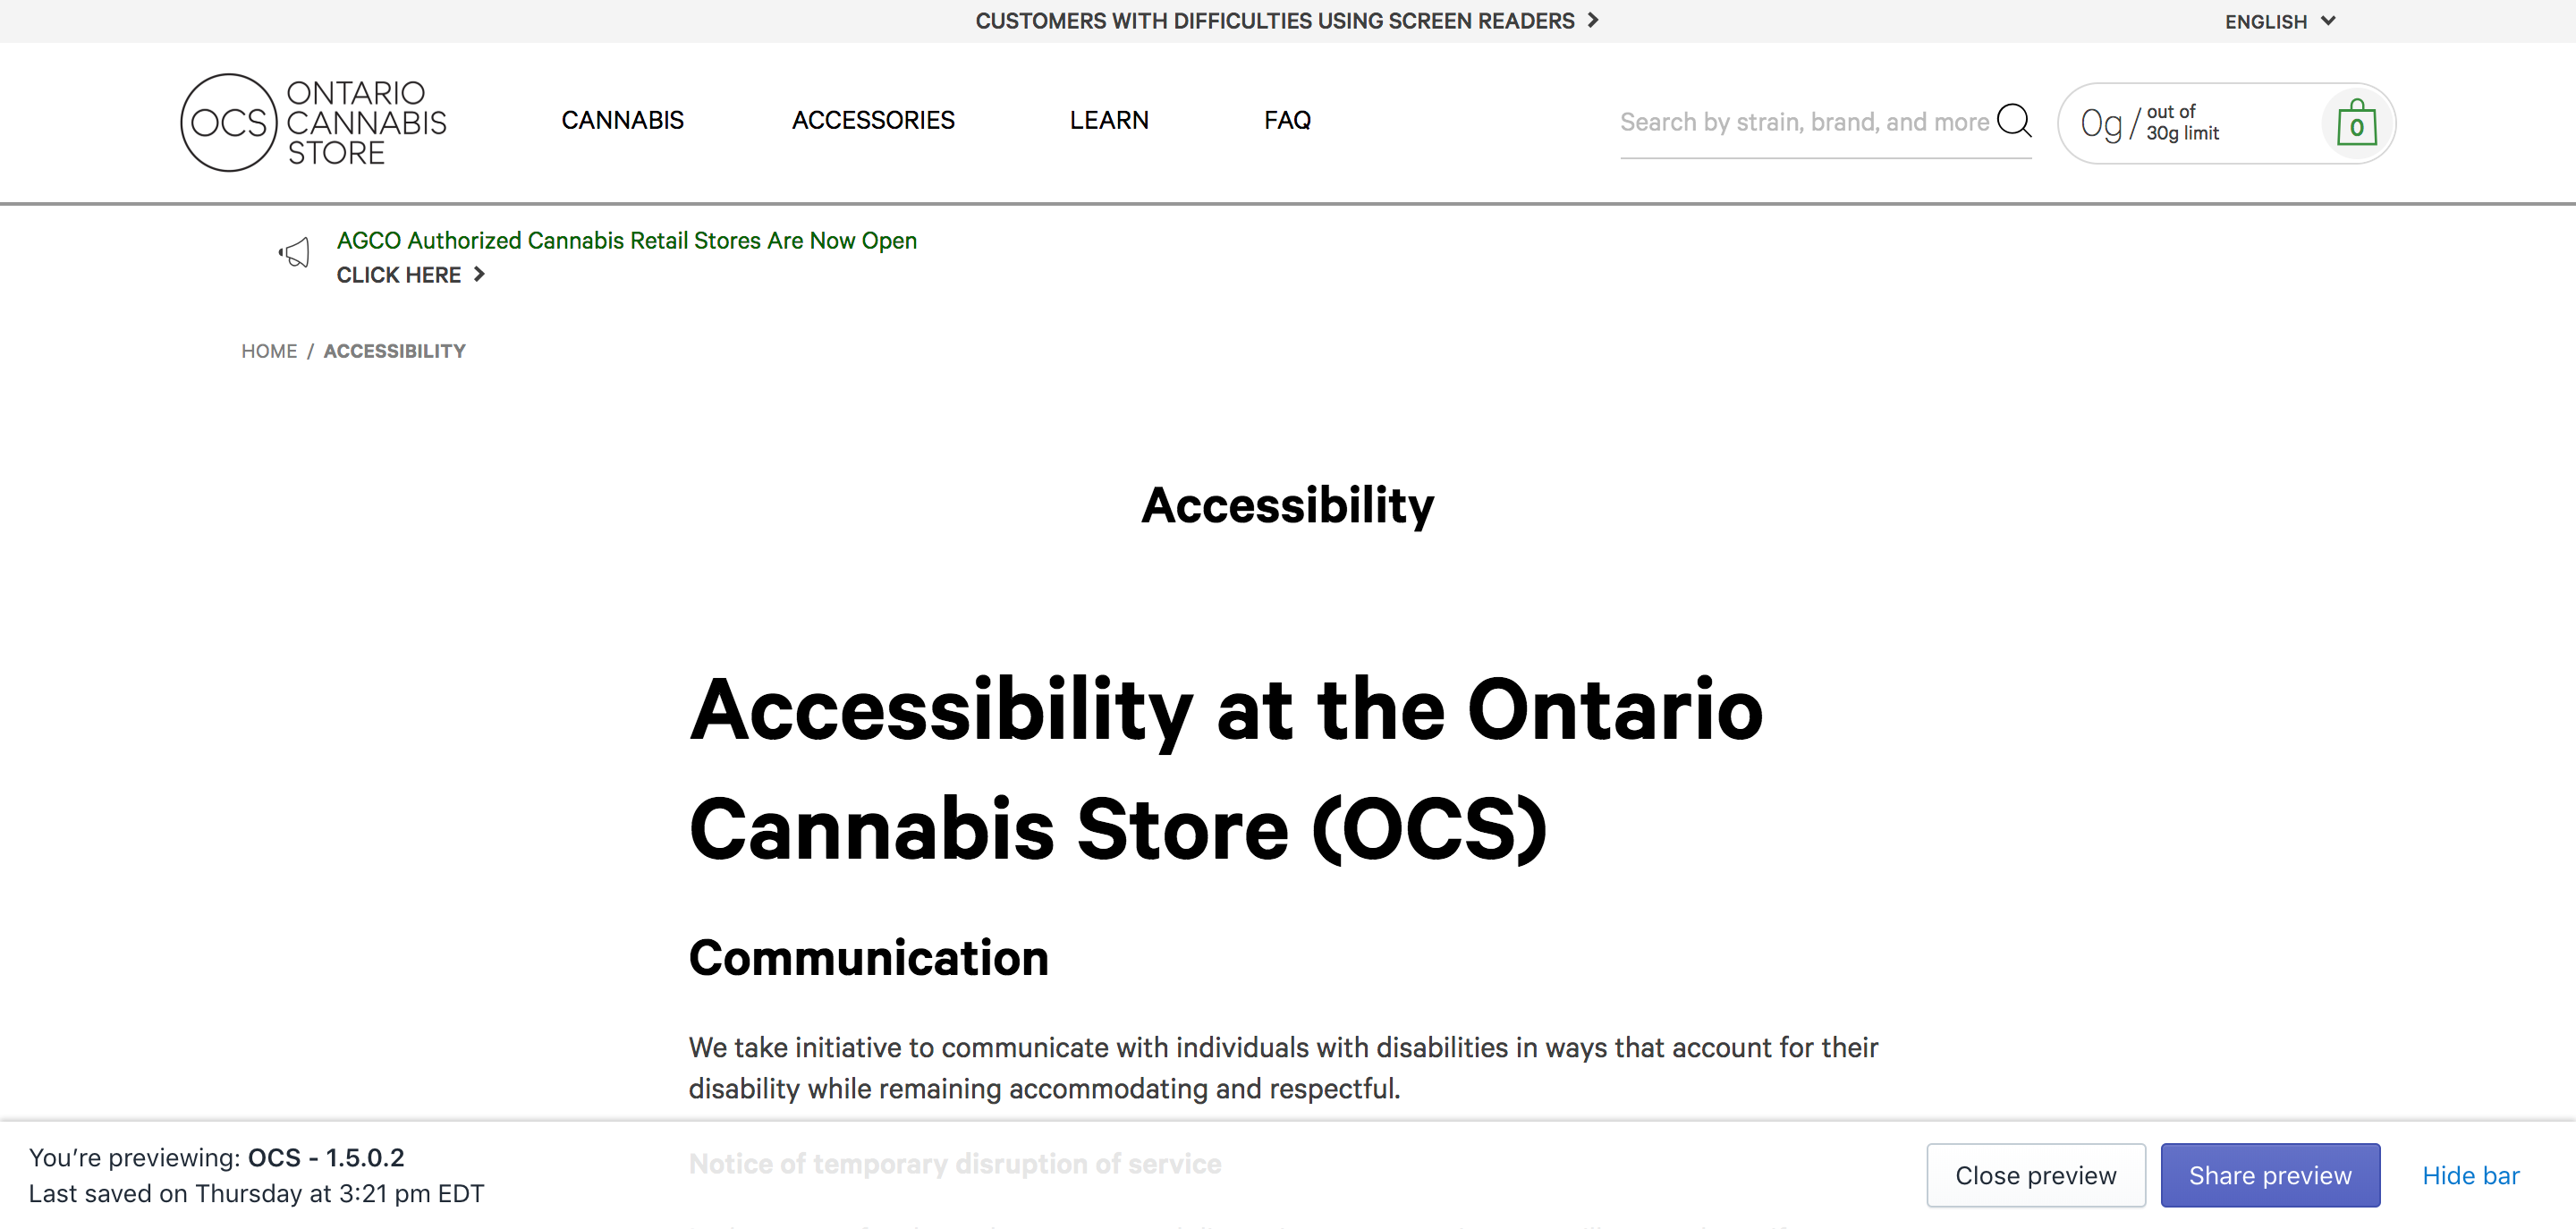 CUSTOMERS WITH DIFFICULTIES USING SCREEN READERS
ENGLISH
OCS
ONTARIO
CANNABIS
STORE
CANNABIS
ACCESSORIES
LEARN
FAQ
Search by strain, brand, and more
0g/
out of
30g limit
0
AGCO Authorized Cannabis Retail Stores Are Now Open
CLICK HERE
HOME / ACCESSIBILITY
Accessibility
Accessibility at the Ontario
Cannabis Store (OCS)
Communication
We take initiative to communicate with individuals with disabilities in ways that account for their
disability while remaining accommodating and respectful.
Notice of temporary disruption of service
You're previewing: OCS - 1.5.0.2
Last saved on Thursday at 3:21 pm EDT
Close preview
Share preview
Hide bar